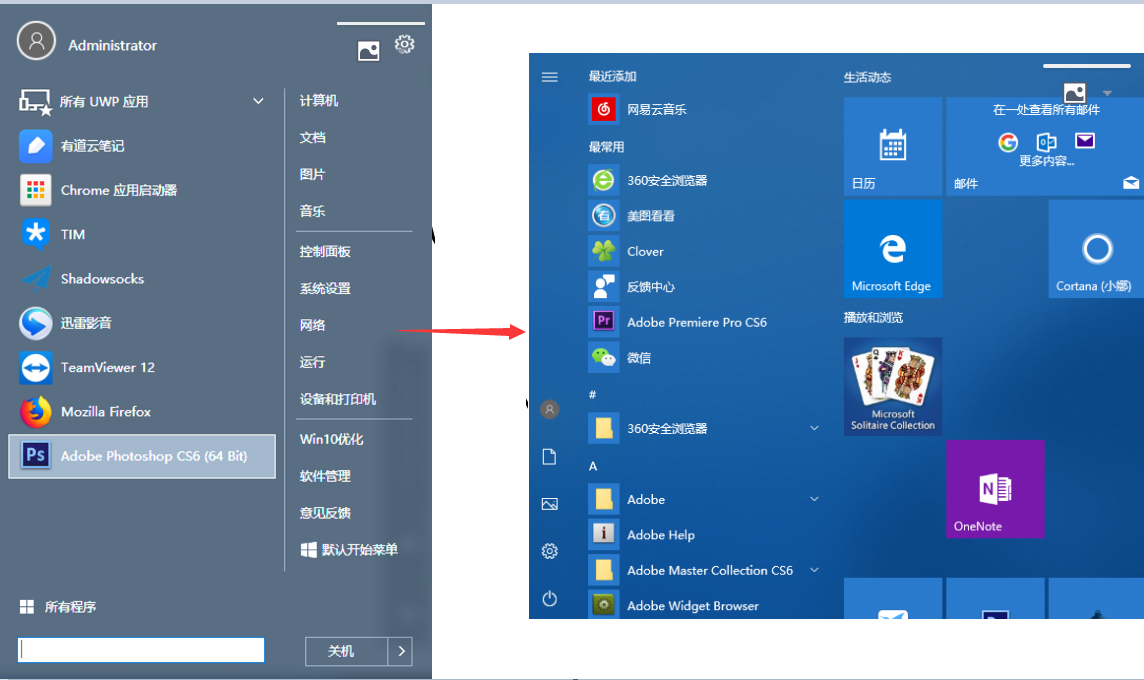 Administrator
所有 UWP 应用
有道云笔记
Chrome 应用启动器
TIM
Shadowsocks
迅雷影音
TeamViewer 12
Mozilla Firefox
Ps
Adobe Photoshop CS6 (64 Bit)
所有程序
计算机
文档
图片
音乐
控制面板
系统设置
网络
运行
设备和打印机
Win10优化
软件管理
意见反馈
默认开始菜单
关机
最近添加
网易云音乐
最常用
360安全浏览器
美图看看
Clover
反馈中心
Pr
Adobe Premiere Pro CS6
微信
#
360安全浏览器
A
Adobe
Adobe Help
Adobe Master Collection CS6
Adobe Widget Browser
生活动态
日历
在一处查看所有邮件
更多内容...
邮件
Microsoft Edge
Cortana (小娜)
播放和浏览
Microsoft
Solitaire Collection
N
OneNote